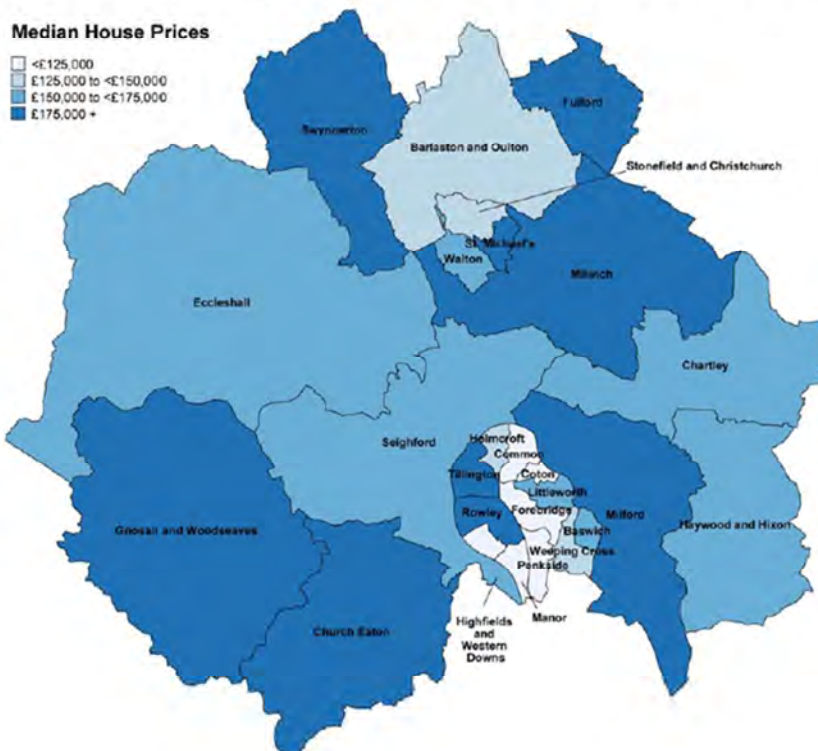 Median House Prices
<£125,000
£125,000 to <£150,000
£150,000 to <£175,000
£175,000 +
Swynnerton
Fulford
Barlaston and Oulton
Stonefield and Christchurch
St. Michael's
Walton
Milwich
Eccleshall
Chartley
Seighford
Holmcroft
Common
Coton
Tillington
Littleworth
Forebridge
Rowley
Milford
Gnosall and Woodseaves
Baswich
Haywood and Hixon
Weeping Cross
Penkside
Church Eaton
Manor
Highfields
and
Western
Downs